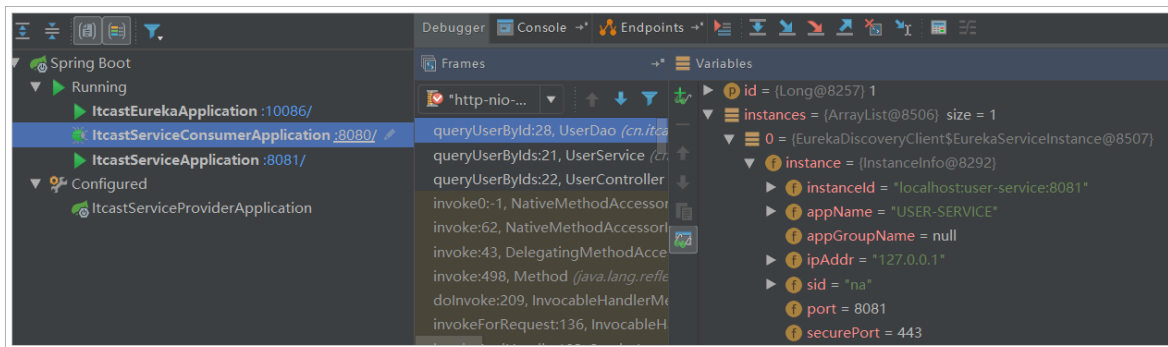 Debugger Console Endpoints
Spring Boot
Running
ItcastEurekaApplication :10086/
ItcastServiceConsumerApplication :8080/
ItcastServiceApplication :8081/
Configured
ItcastServiceProviderApplication
Frames
"http-nio-...
queryUserById:28, UserDao (cn.itca
queryUserByIds:21, UserService (cn
queryUserByIds:22, UserController
invoke0:-1, NativeMethodAccessor
invoke:62, NativeMethodAccessorI
invoke:43, DelegatingMethodAcce
invoke:498, Method (java.lang.refle
doInvoke:209, InvocableHandlerMe
invokeForRequest:136, InvocableH
Variables
id = {Long@8257} 1
instances = {ArrayList@8506} size = 1
0 = {EurekaDiscoveryClient$EurekaServiceInstance@8507}
instance = {InstanceInfo@8292}
instanceId = "localhost:user-service:8081"
appName = "USER-SERVICE"
appGroupName = null
ipAddr = "127.0.0.1"
sid = "na"
port = 8081
securePort = 443